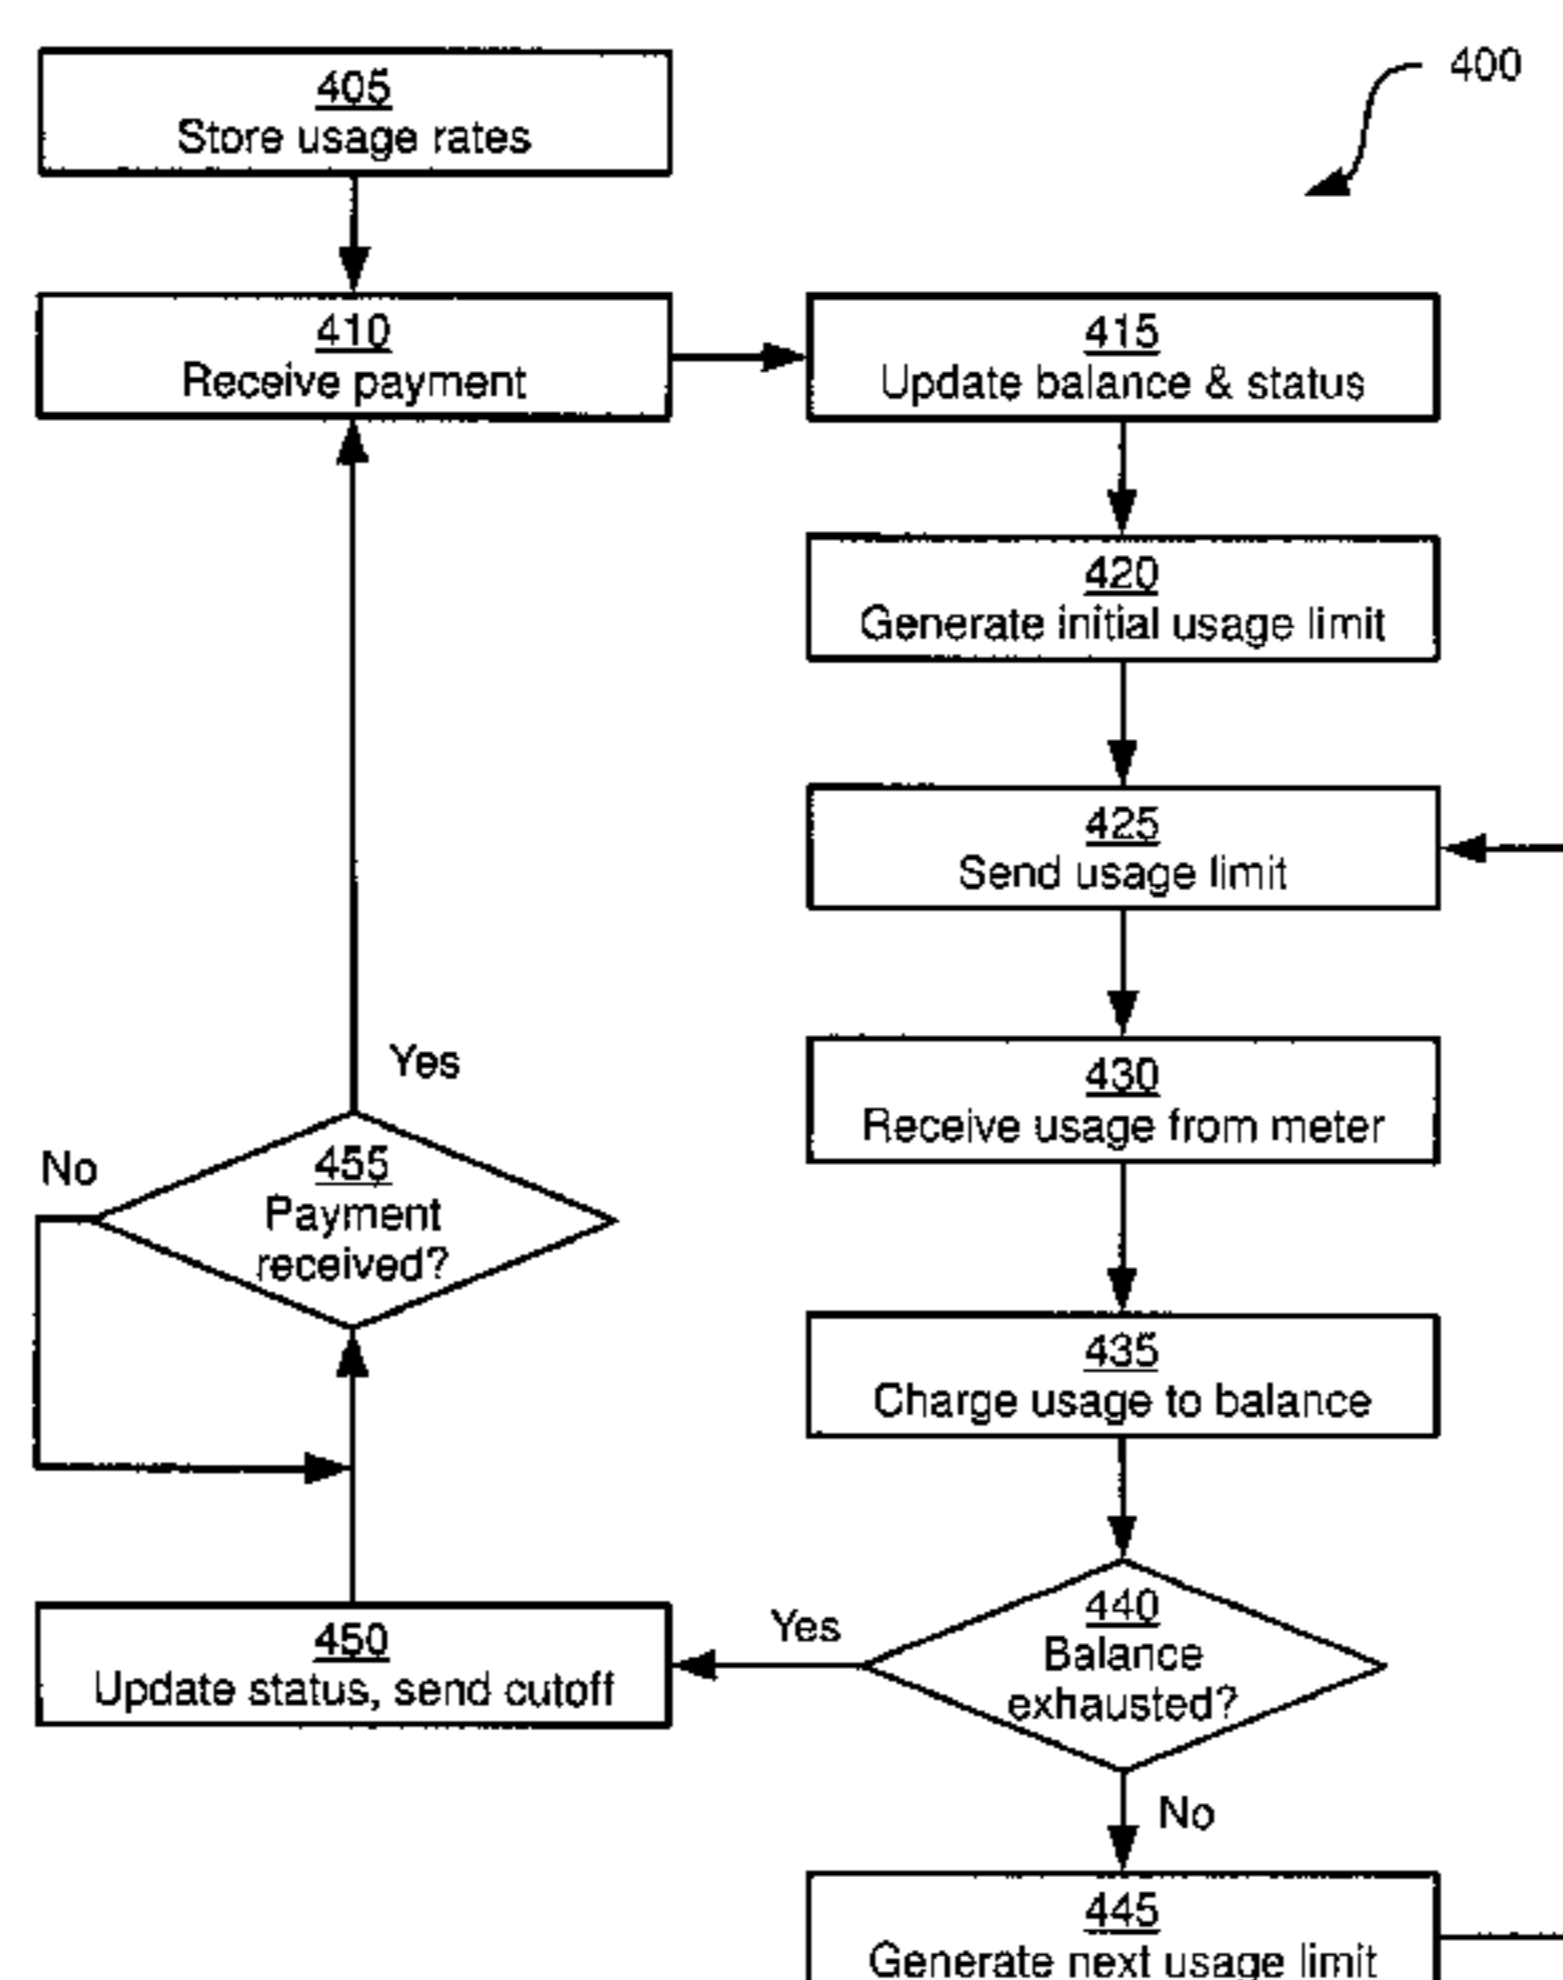 400
405
Store usage rates
410
Receive payment
415
Update balance & status
420
Generate initial usage limit
425
Send usage limit
430
Receive usage from meter
435
Charge usage to balance
440
Balance
exhausted?
Yes
No
445
Generate next usage limit
450
Update status, send cutoff
455
Payment
received?
Yes
No